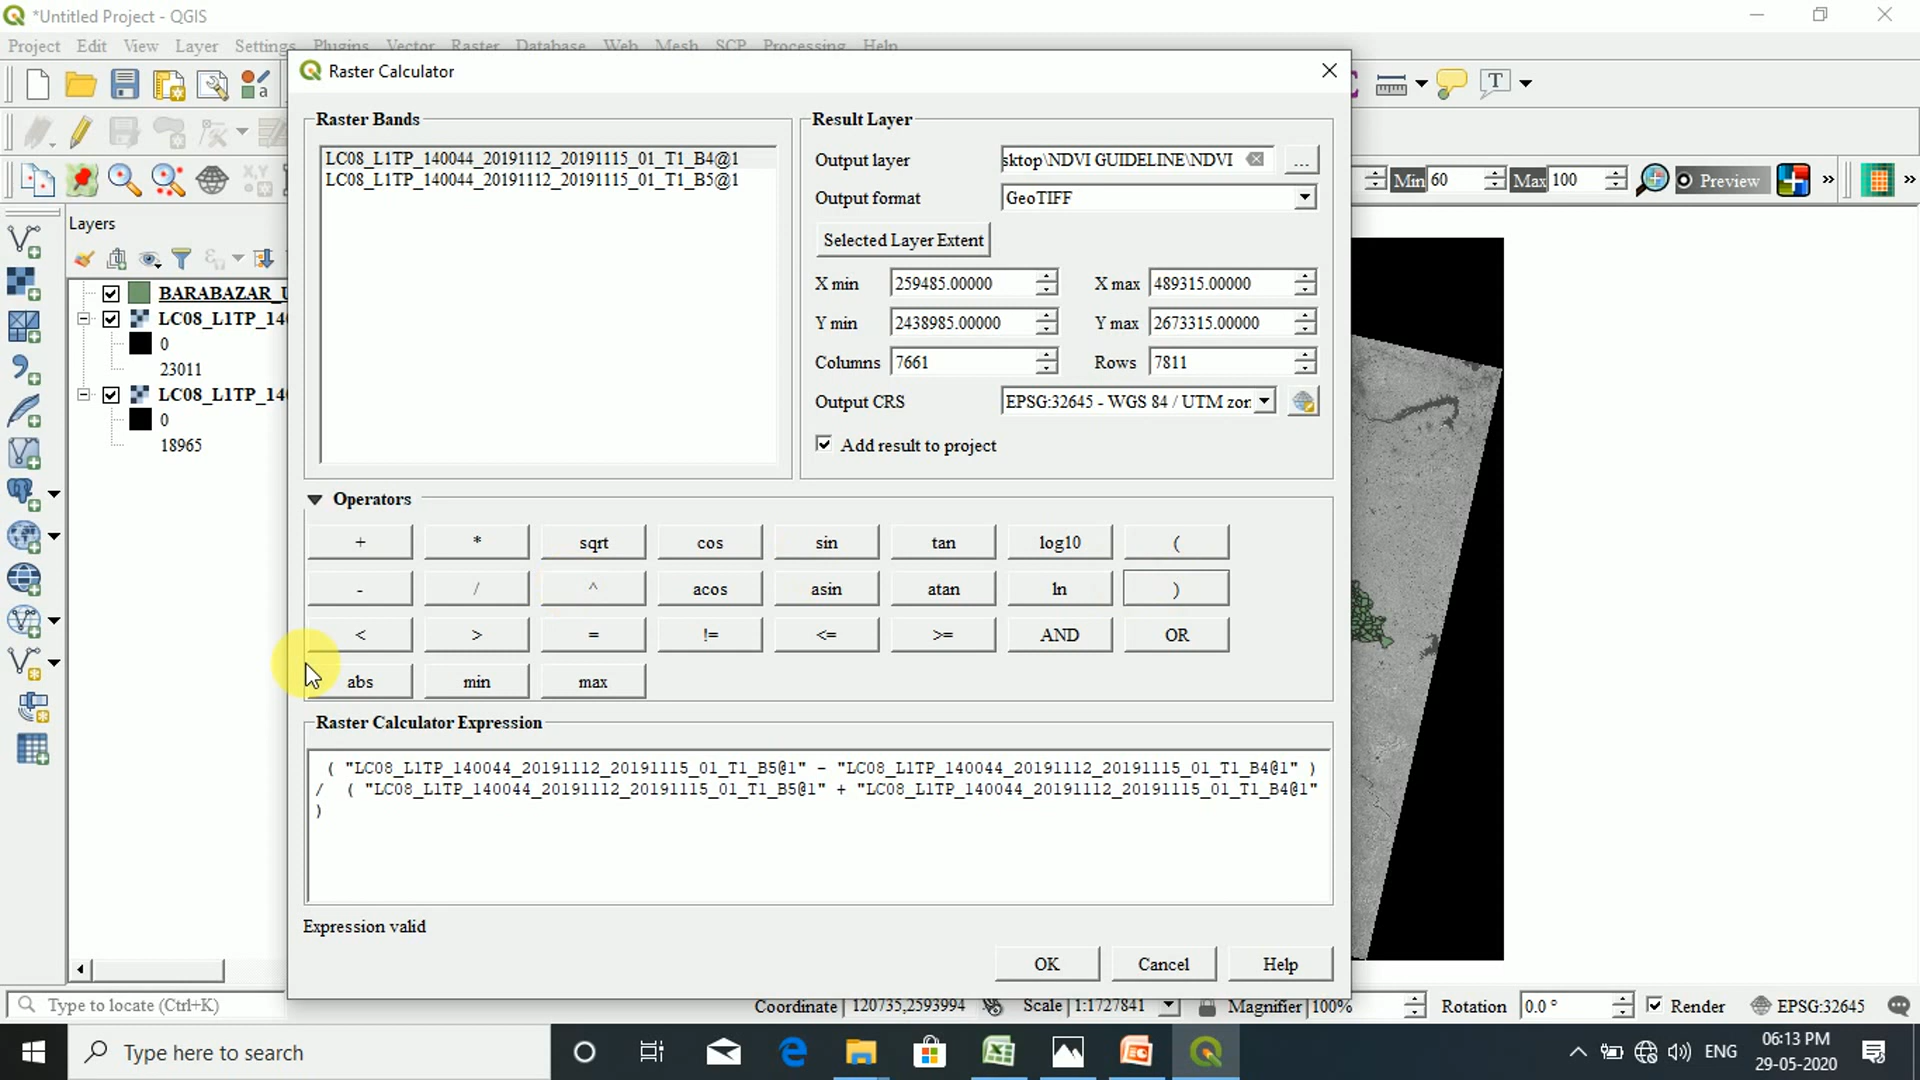 *Untitled Project - QGIS
Project Edit View Layer Settings Plugins Vector Raster Database Web Mesh SCP Processing Help
Raster Calculator
Raster Bands
LC08_L1TP_140044_20191112_20191115_01_T1_B4@1
LC08_L1TP_140044_20191112_20191115_01_T1_B5@1
Result Layer
Output layer sktop\NDVI GUIDELINE\NDVI ...
Output format GeoTIFF
Selected Layer Extent
X min 259485.00000 X max 489315.00000
Y min 2438985.00000 Y max 2673315.00000
Columns 7661 Rows 7811
Output CRS EPSG:32645 - WGS 84 / UTM zon
Add result to project
Min 60 Max 100 Preview » »
T
X,Y
Layers
BARABAZAR_U
LC08_L1TP_140
0
23011
LC08_L1TP_140
0
18965
Operators
+ * sqrt cos sin tan log10 (
- / ^ acos asin atan ln )
< > = != <= >= AND OR
abs min max
Raster Calculator Expression
( "LC08_L1TP_140044_20191112_20191115_01_T1_B5@1" - "LC08_L1TP_140044_20191112_20191115_01_T1_B4@1" )
/ ( "LC08_L1TP_140044_20191112_20191115_01_T1_B5@1" + "LC08_L1TP_140044_20191112_20191115_01_T1_B4@1"
)
Expression valid
OK Cancel Help
Type to locate (Ctrl+K) Coordinate 120735,2593994 Scale 1:1727841 Magnifier 100% Rotation 0.0 ° Render EPSG:32645
Type here to search
ENG
06:13 PM
29-05-2020